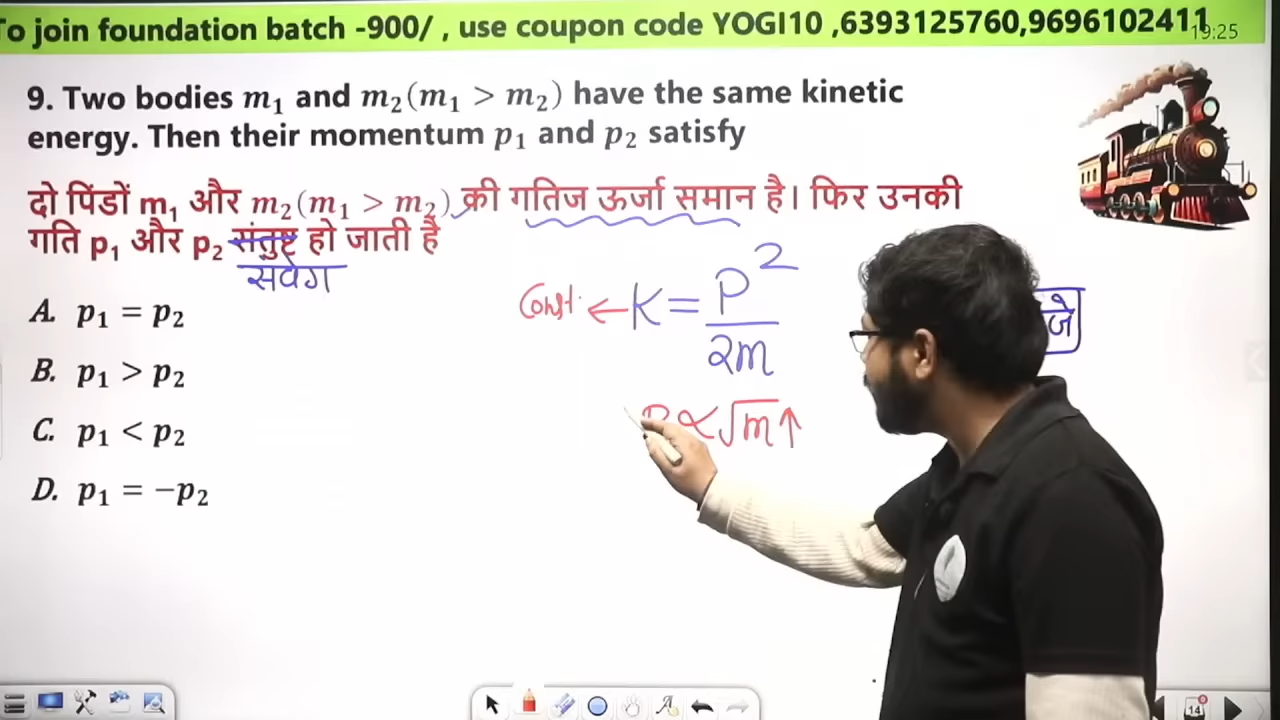 To join foundation batch -900/ , use coupon code YOGI10 ,6393125760,9696102411
19:25
9. Two bodies m₁ and m₂(m₁ > m₂) have the same kinetic
energy. Then their momentum p₁ and p₂ satisfy
दो पिंडों m₁ और m₂(m₁ > m₂) की गतिज ऊर्जा समान है। फिर उनकी
गति p₁ और p₂ संतुष्ट हो जाती है
सवेग
Const. ← K = P²/2m
जे
A. p₁ = p₂
B. p₁ > p₂
P ∝ √m ↑
C. p₁ < p₂
D. p₁ = −p₂
14